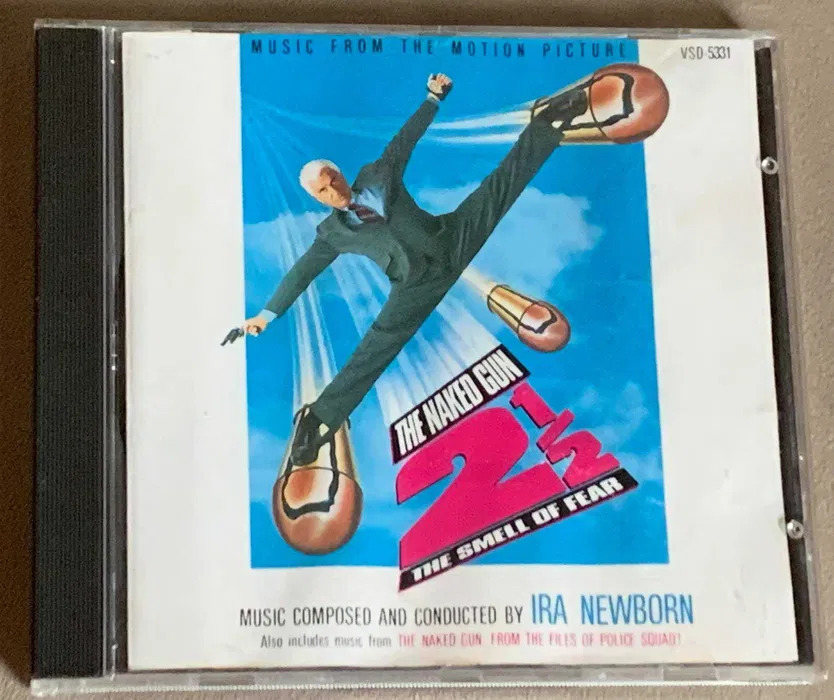 MUSIC FROM THE MOTION PICTURE
VSD-5331
THE NAKED GUN
2 1/2
THE SMELL OF FEAR
MUSIC COMPOSED AND CONDUCTED BY IRA NEWBORN
Also includes music from THE NAKED GUN: FROM THE FILES OF POLICE SQUAD!